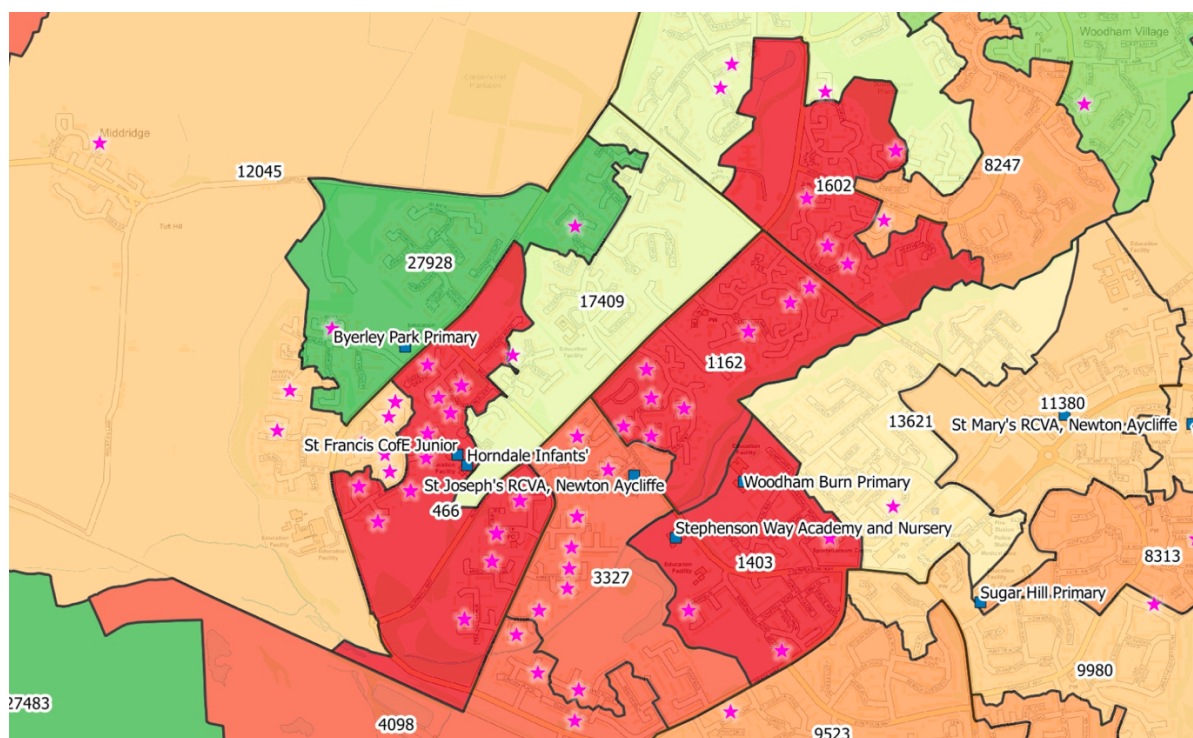 Woodham Village
Middridge
12045
8247
1602
Tutt Hill
27928
17409
Byerley Park Primary
1162
13621
11380
St Mary's RCVA, Newton Aycliffe
St Francis CofE Junior
Horndale Infants'
St Joseph's RCVA, Newton Aycliffe
Woodham Burn Primary
466
Stephenson Way Academy and Nursery
3327
1403
8313
Sugar Hill Primary
9980
27483
4098
9523